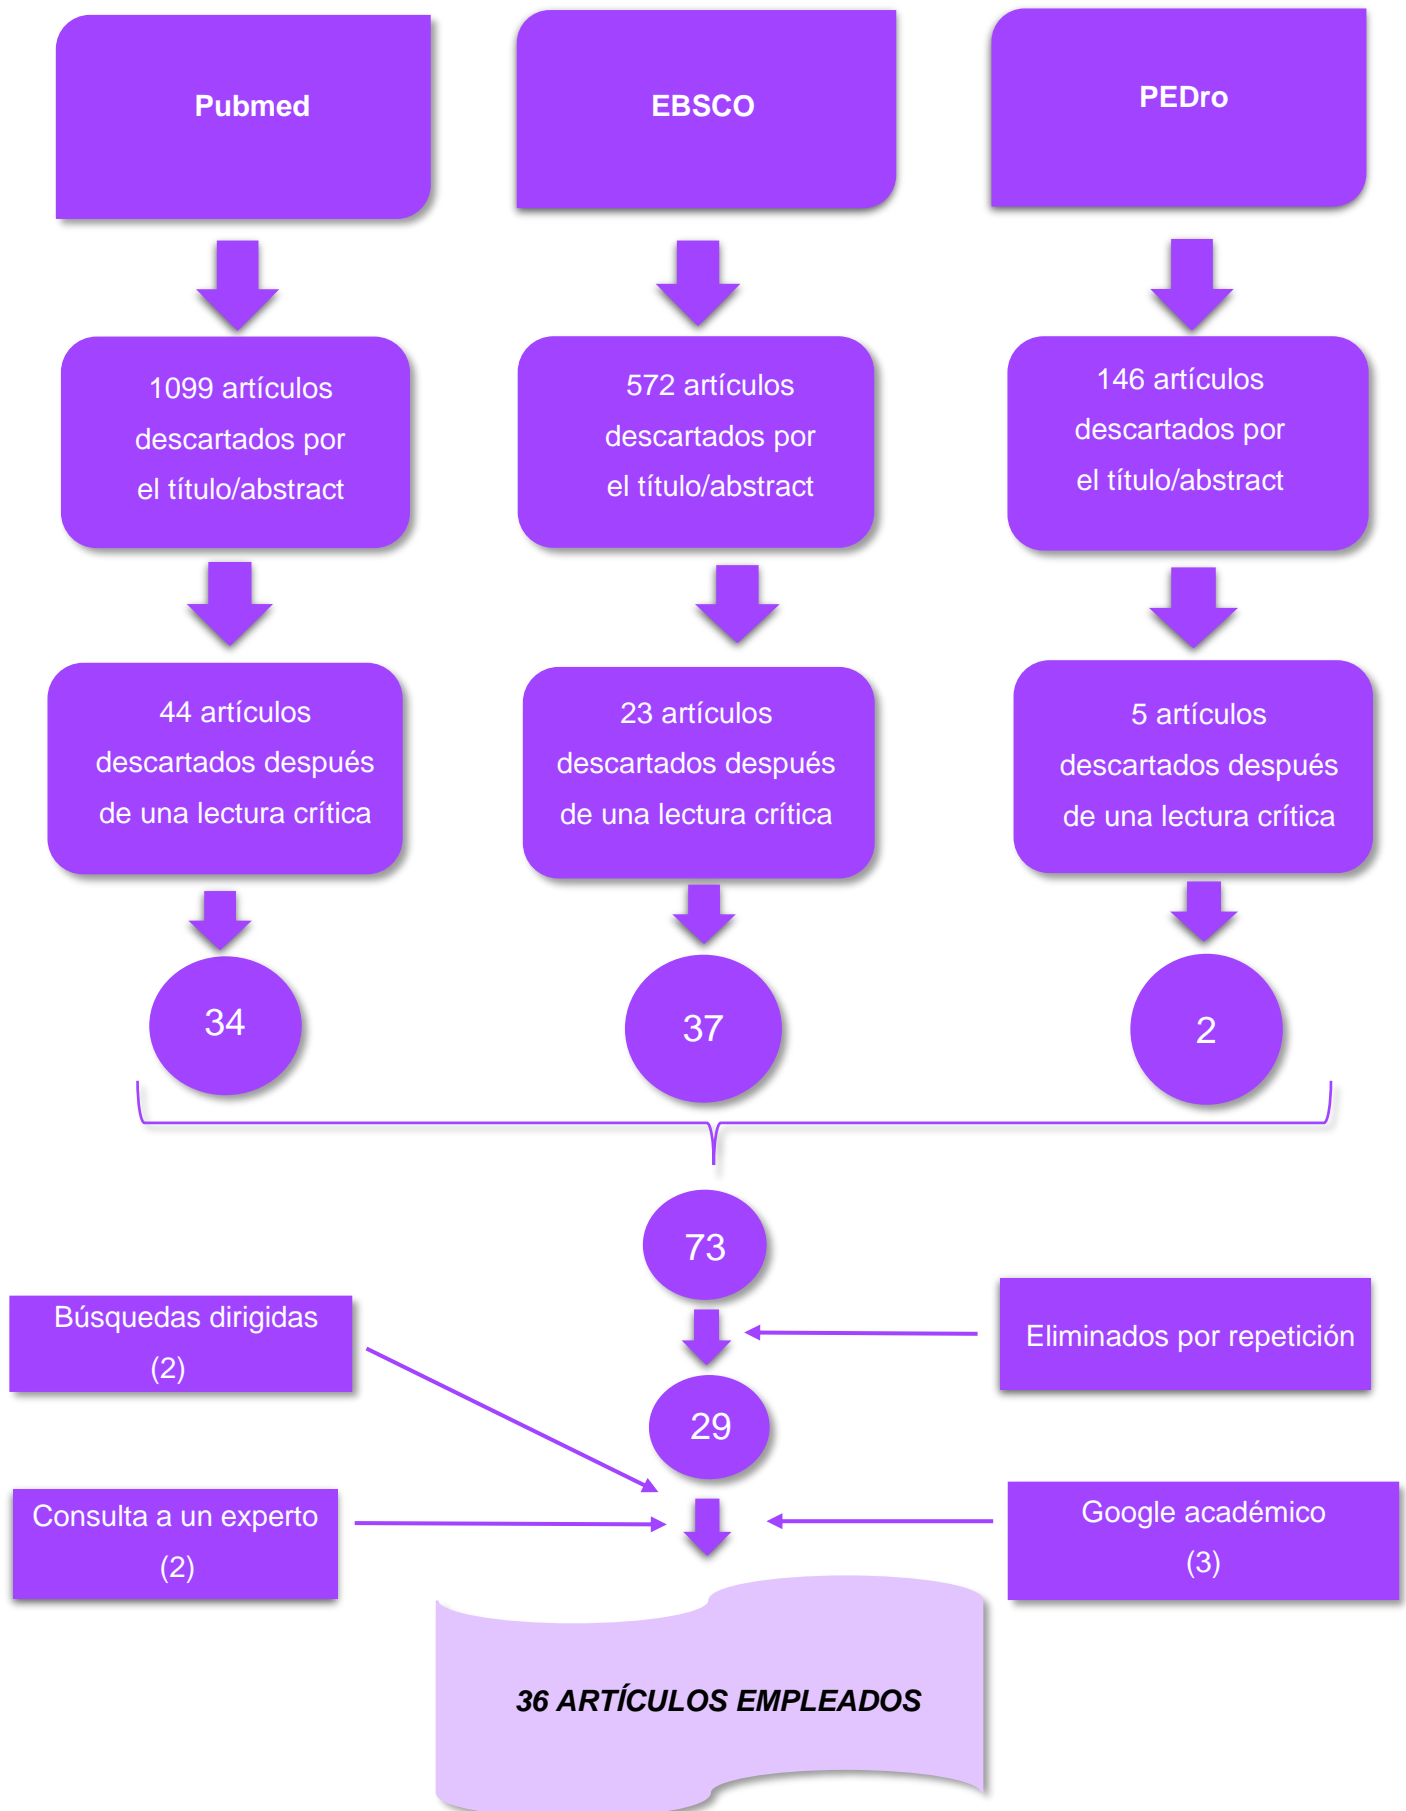 Pubmed
EBSCO
PEDro
1099 artículos
descartados por
el título/abstract
572 artículos
descartados por
el título/abstract
146 artículos
descartados por
el título/abstract
44 artículos
descartados después
de una lectura crítica
23 artículos
descartados después
de una lectura crítica
5 artículos
descartados después
de una lectura crítica
34
37
2
73
Búsquedas dirigidas
(2)
Eliminados por repetición
29
Consulta a un experto
(2)
Google académico
(3)
36 ARTÍCULOS EMPLEADOS